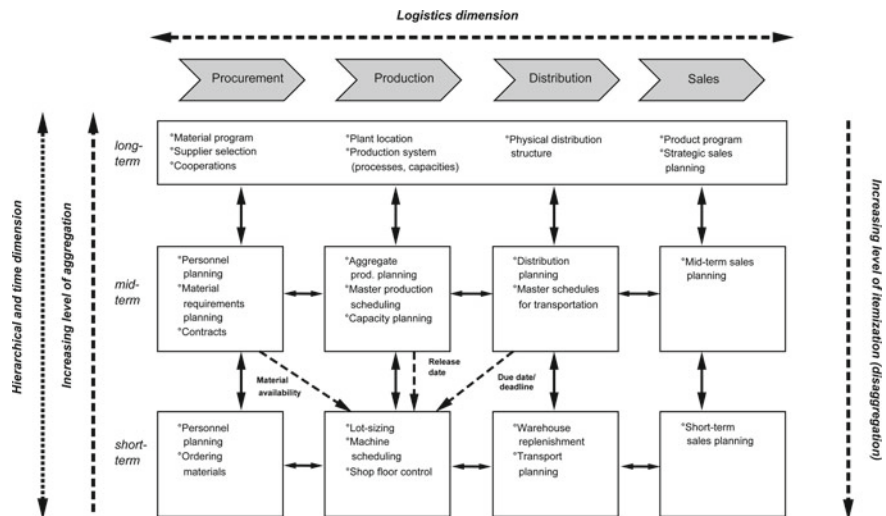 Logistics dimension
Procurement
Production
Distribution
Sales
Hierarchical and time dimension
Increasing level of aggregation
long-
term
°Material program
°Supplier selection
°Cooperations
°Plant location
°Production system
(processes, capacities)
°Physical distribution
structure
°Product program
°Strategic sales
planning
mid-
term
°Personnel
planning
°Material
requirements
planning
°Contracts
°Aggregate
prod. planning
°Master production
scheduling
°Capacity planning
°Distribution
planning
°Master schedules
for transportation
°Mid-term sales
planning
Material
availability
Release
date
Due date/
deadline
short-
term
°Personnel
planning
°Ordering
materials
°Lot-sizing
°Machine
scheduling
°Shop floor control
°Warehouse
replenishment
°Transport
planning
°Short-term
sales planning
Increasing level of itemization (disaggregation)